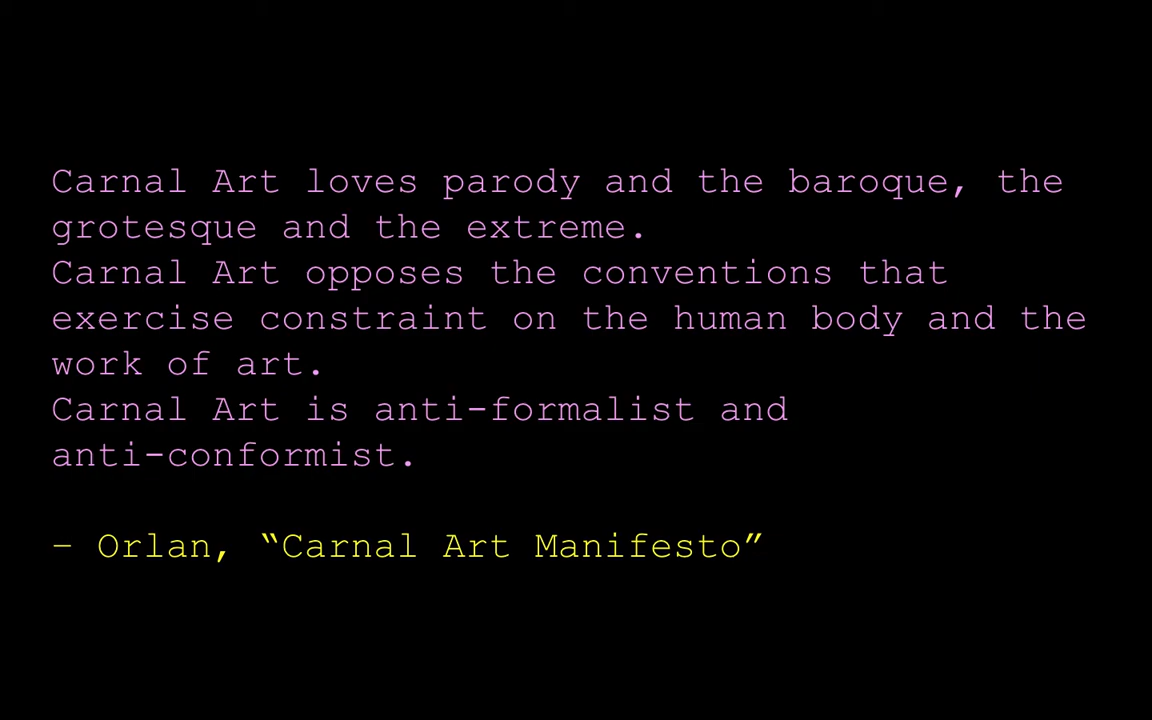 Carnal Art loves parody and the baroque, the
grotesque and the extreme.
Carnal Art opposes the conventions that
exercise constraint on the human body and the
work of art.
Carnal Art is anti-formalist and
anti-conformist.
– Orlan, “Carnal Art Manifesto”